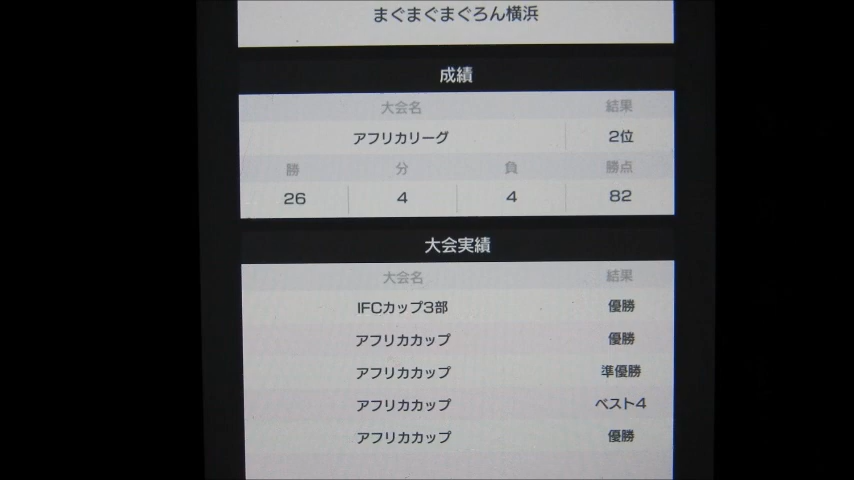 まぐまぐまぐろん横浜
成績
大会名 結果
アフリカリーグ 2位
勝 分 負 勝点
26 4 4 82
大会実績
大会名 結果
IFCカップ3部 優勝
アフリカカップ 優勝
アフリカカップ 準優勝
アフリカカップ ベスト4
アフリカカップ 優勝